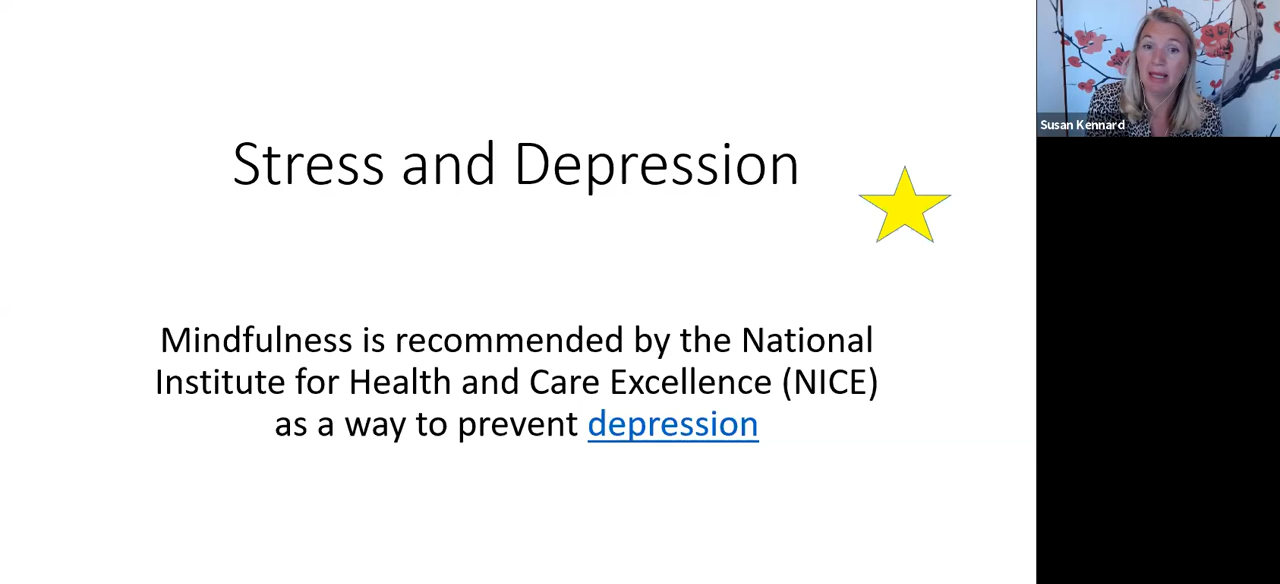 Stress and Depression
Mindfulness is recommended by the National
Institute for Health and Care Excellence (NICE)
as a way to prevent depression
Susan Kennard